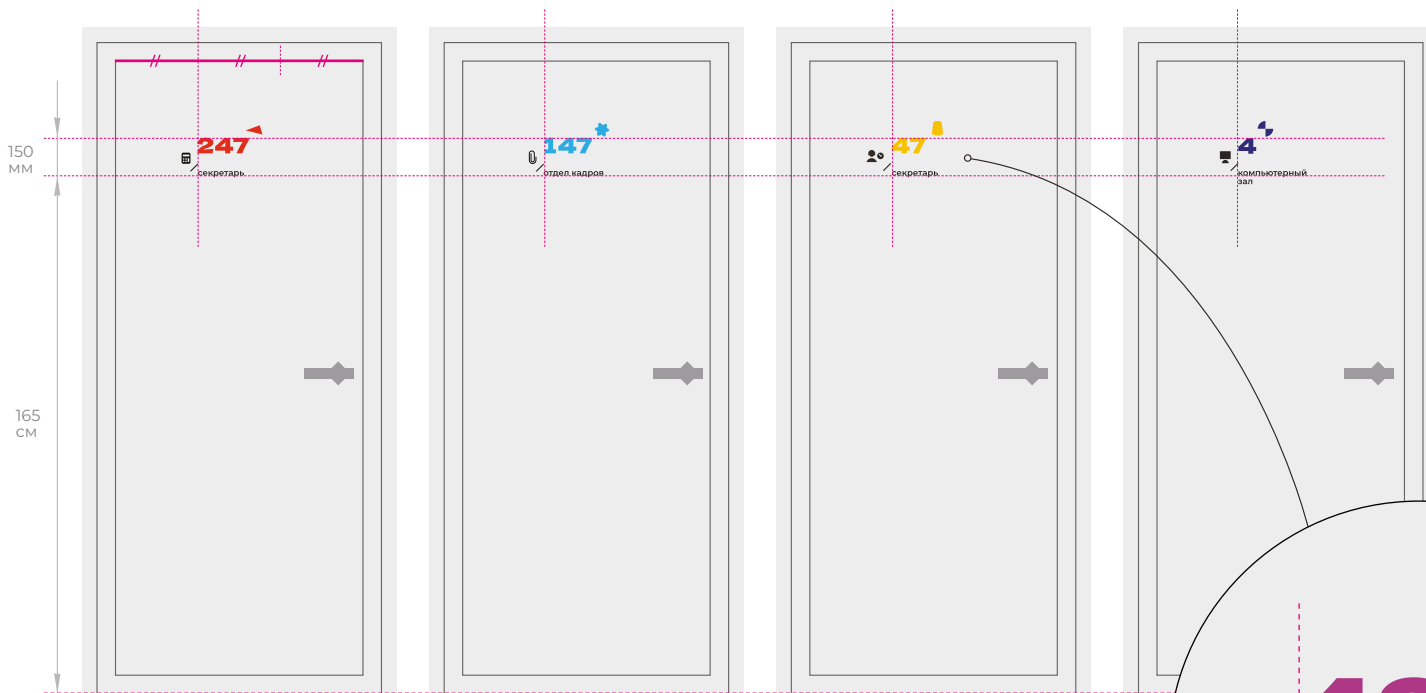 247
секретарь
147
отдел кадров
47
секретарь
4
компьютерный
зал
150
мм
165
см